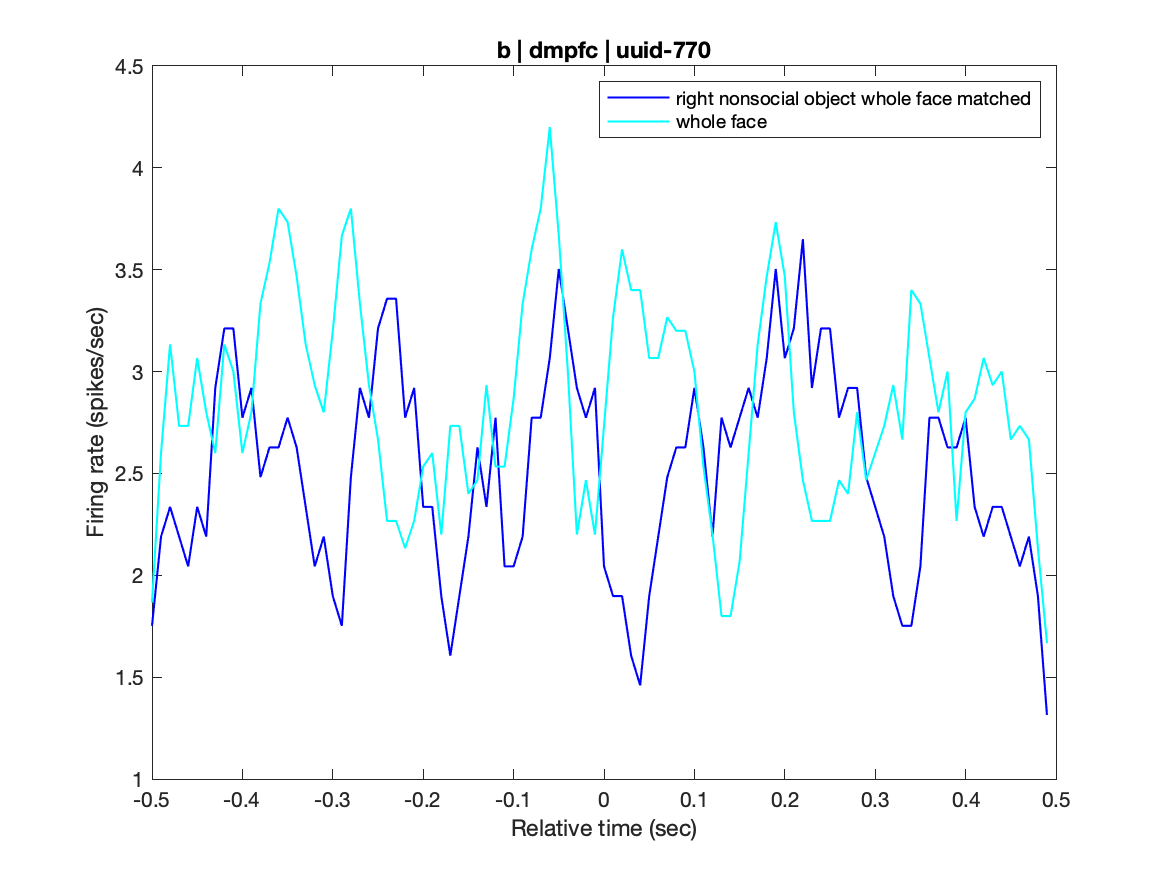 b | dmpfc | uuid-770
right nonsocial object whole face matched
whole face
Firing rate (spikes/sec)
4.5
4
3.5
3
2.5
2
1.5
1
-0.5 -0.4 -0.3 -0.2 -0.1 0 0.1 0.2 0.3 0.4 0.5
Relative time (sec)